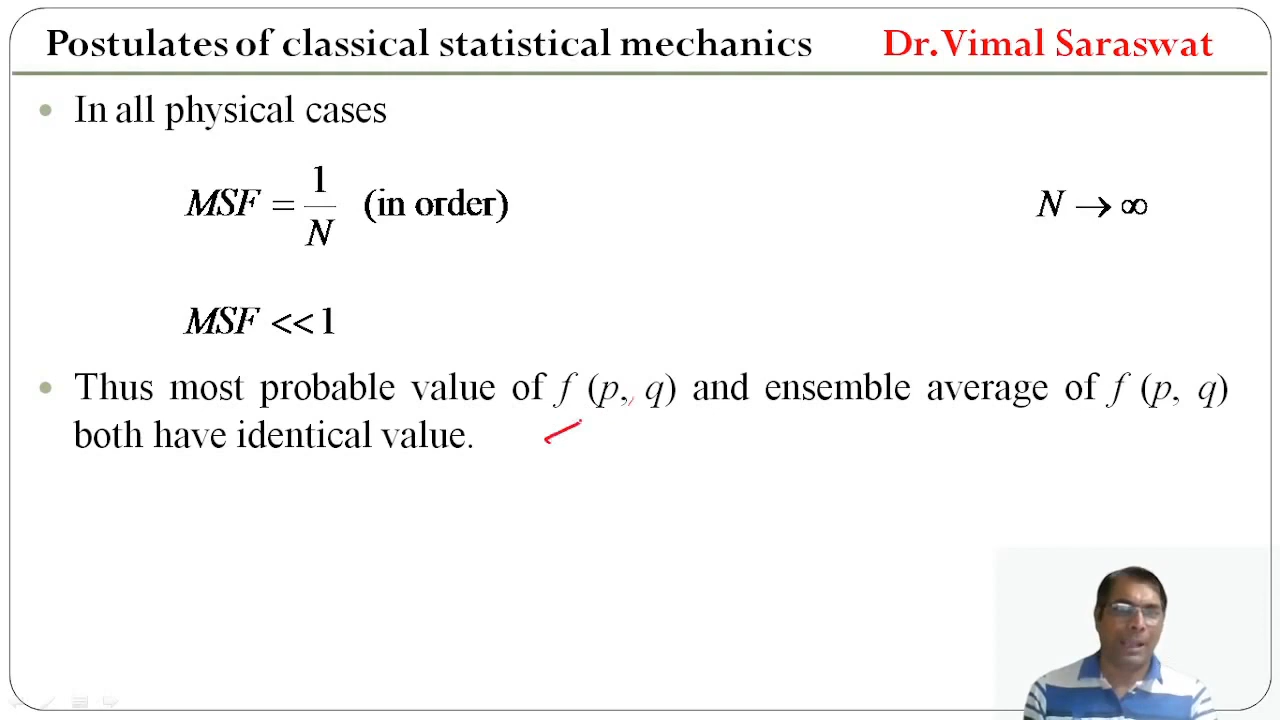 Postulates of classical statistical mechanics Dr.Vimal Saraswat
• In all physical cases
MSF = 1/N (in order) N → ∞
MSF << 1
• Thus most probable value of f (p, q) and ensemble average of f (p, q)
both have identical value.